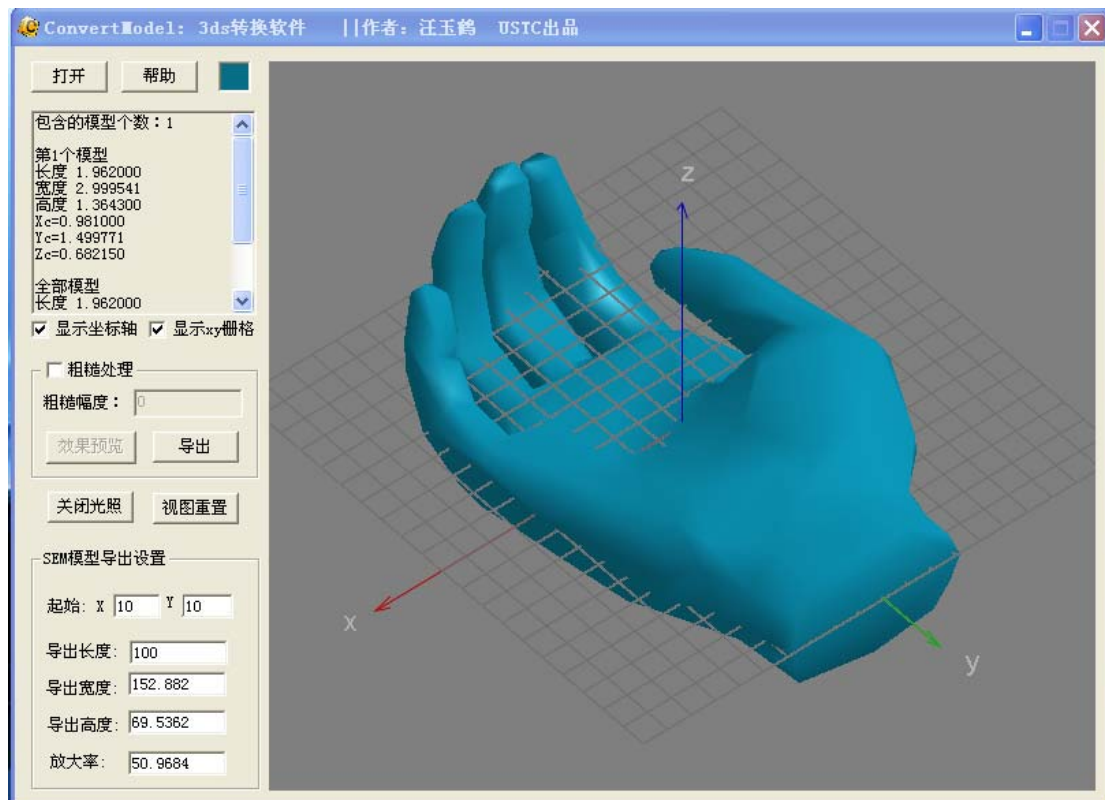 ConvertModel: 3ds转换软件 ||作者：汪玉鹤 USTC出品
打开 帮助
包含的模型个数：1
第1个模型
长度 1.962000
宽度 2.999541
高度 1.364300
Xc=0.981000
Yc=1.499771
Zc=0.682150
全部模型
长度 1.962000
显示坐标轴 显示xy栅格
粗糙处理
粗糙幅度： 0
效果预览 导出
关闭光照 视图重置
SEM模型导出设置
起始: X 10 Y 10
导出长度: 100
导出宽度: 152.882
导出高度: 69.5362
放大率: 50.9684
z
x
y